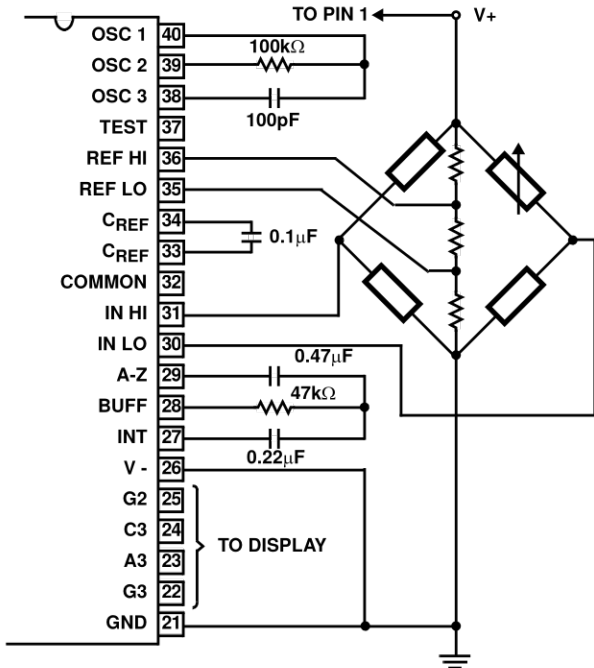 TO PIN 1 V+
OSC 1 40
100kΩ
OSC 2 39
OSC 3 38
100pF
TEST 37
REF HI 36
REF LO 35
CREF 34
0.1µF
CREF 33
COMMON 32
IN HI 31
IN LO 30
0.47µF
A-Z 29
47kΩ
BUFF 28
INT 27
0.22µF
V - 26
G2 25
C3 24
TO DISPLAY
A3 23
G3 22
GND 21